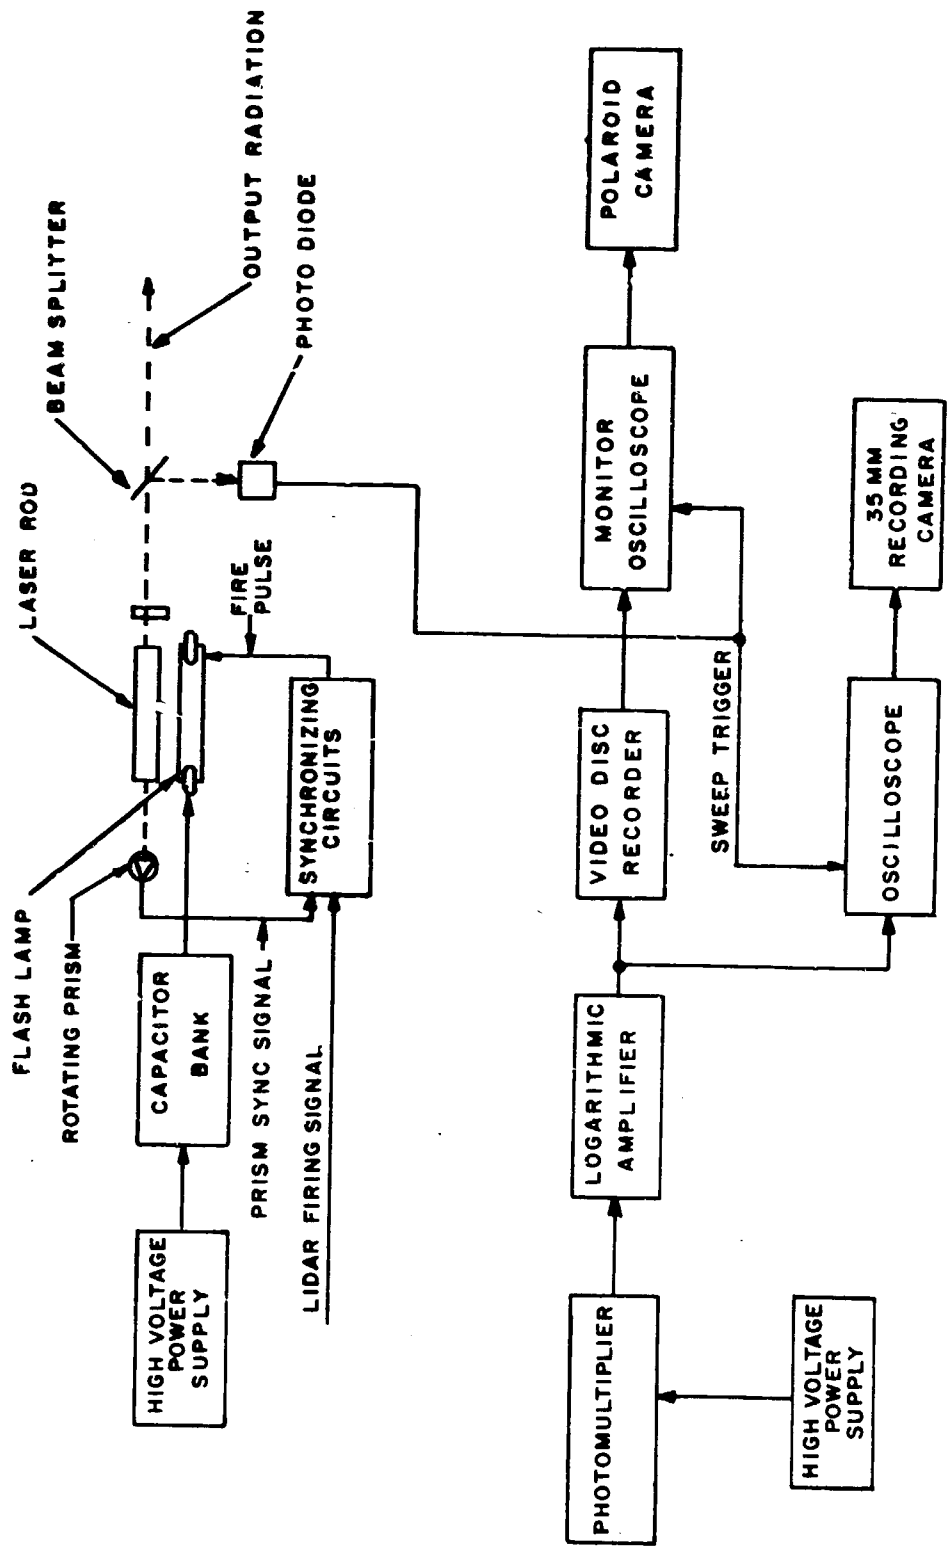 FLASH LAMP
ROTATING PRISM
LASER ROD
BEAM SPLITTER
OUTPUT RADIATION
PHOTO DIODE
HIGH VOLTAGE
POWER
SUPPLY
CAPACITOR
BANK
PRISM SYNC SIGNAL
LIDAR FIRING SIGNAL
SYNCHRONIZING
CIRCUITS
FIRE
PULSE
PHOTOMULTIPLIER
LOGARITHMIC
AMPLIFIER
VIDEO DISC
RECORDER
MONITOR
OSCILLOSCOPE
POLAROID
CAMERA
SWEEP TRIGGER
HIGH VOLTAGE
POWER
SUPPLY
OSCILLOSCOPE
35 MM
RECORDING
CAMERA